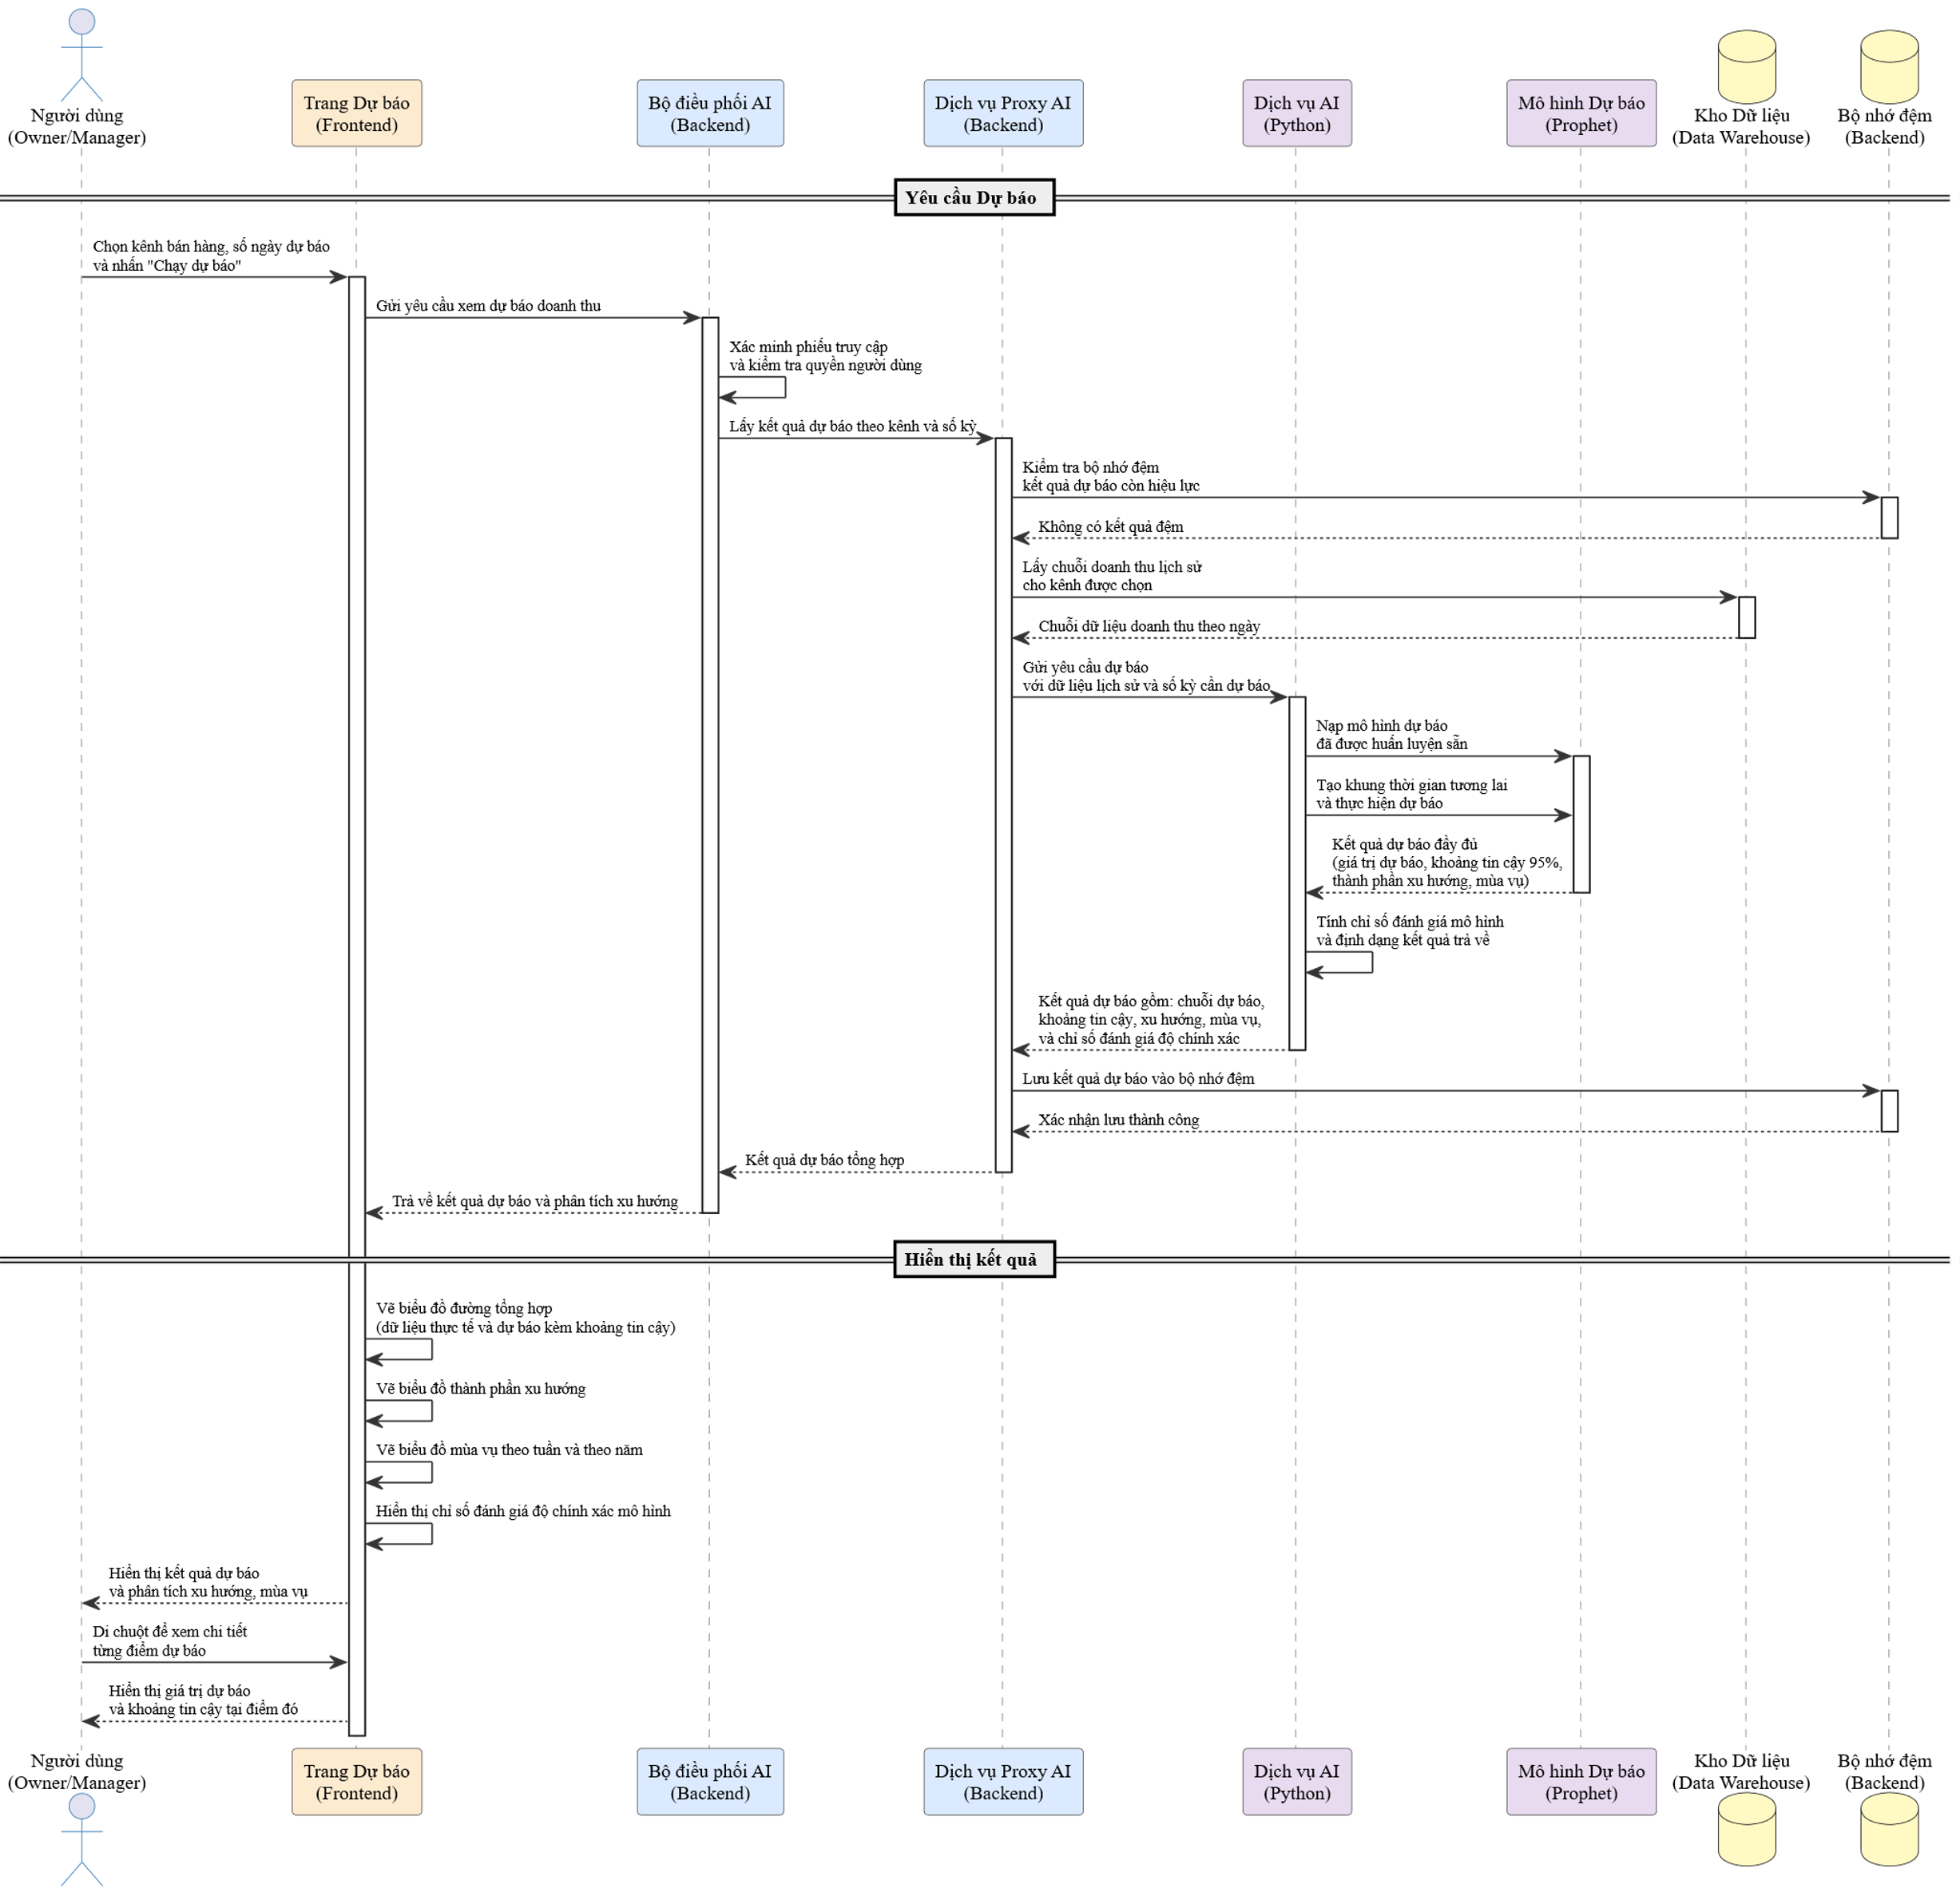 Người dùng
(Owner/Manager)
Trang Dự báo
(Frontend)
Bộ điều phối AI
(Backend)
Dịch vụ Proxy AI
(Backend)
Dịch vụ AI
(Python)
Mô hình Dự báo
(Prophet)
Kho Dữ liệu
(Data Warehouse)
Bộ nhớ đệm
(Backend)
Yêu cầu Dự báo
Chọn kênh bán hàng, số ngày dự báo
và nhấn "Chạy dự báo"
Gửi yêu cầu xem dự báo doanh thu
Xác minh phiếu truy cập
và kiểm tra quyền người dùng
Lấy kết quả dự báo theo kênh và số kỳ
Kiểm tra bộ nhớ đệm
kết quả dự báo còn hiệu lực
Không có kết quả đệm
Lấy chuỗi doanh thu lịch sử
cho kênh được chọn
Chuỗi dữ liệu doanh thu theo ngày
Gửi yêu cầu dự báo
với dữ liệu lịch sử và số kỳ cần dự báo
Nạp mô hình dự báo
đã được huấn luyện sẵn
Tạo khung thời gian tương lai
và thực hiện dự báo
Kết quả dự báo đầy đủ
(giá trị dự báo, khoảng tin cậy 95%,
thành phần xu hướng, mùa vụ)
Tính chỉ số đánh giá mô hình
và định dạng kết quả trả về
Kết quả dự báo gồm: chuỗi dự báo,
khoảng tin cậy, xu hướng, mùa vụ,
và chỉ số đánh giá độ chính xác
Lưu kết quả dự báo vào bộ nhớ đệm
Xác nhận lưu thành công
Kết quả dự báo tổng hợp
Trả về kết quả dự báo và phân tích xu hướng
Hiển thị kết quả
Vẽ biểu đồ đường tổng hợp
(dữ liệu thực tế và dự báo kèm khoảng tin cậy)
Vẽ biểu đồ thành phần xu hướng
Vẽ biểu đồ mùa vụ theo tuần và theo năm
Hiển thị chỉ số đánh giá độ chính xác mô hình
Hiển thị kết quả dự báo
và phân tích xu hướng, mùa vụ
Di chuột để xem chi tiết
từng điểm dự báo
Hiển thị giá trị dự báo
và khoảng tin cậy tại điểm đó
Người dùng
(Owner/Manager)
Trang Dự báo
(Frontend)
Bộ điều phối AI
(Backend)
Dịch vụ Proxy AI
(Backend)
Dịch vụ AI
(Python)
Mô hình Dự báo
(Prophet)
Kho Dữ liệu
(Data Warehouse)
Bộ nhớ đệm
(Backend)